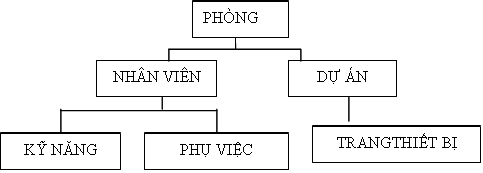 PHÒNG
NHÂN VIÊN
DỰ ÁN
KỸ NĂNG
PHỤ VIỆC
TRANGTHIẾT BỊ